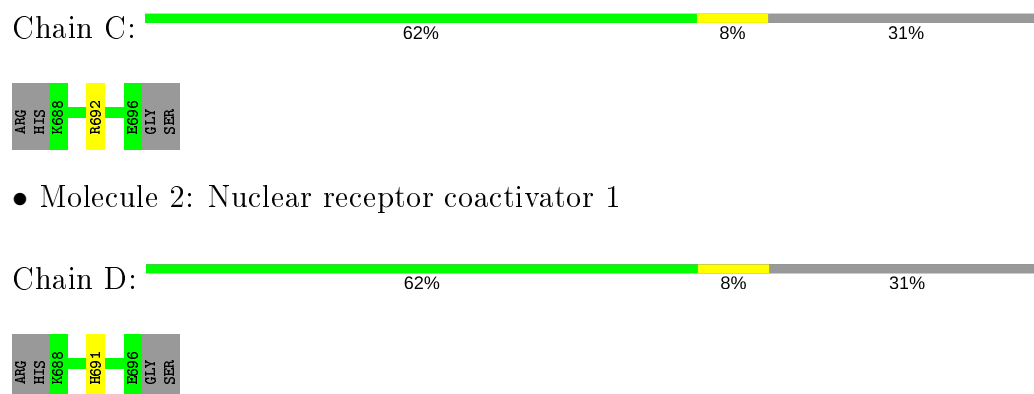 Chain C:
62% 8% 31%
ARG HIS K688 R692 E696 GLY SER
• Molecule 2: Nuclear receptor coactivator 1
Chain D:
62% 8% 31%
ARG HIS K688 H691 E696 GLY SER